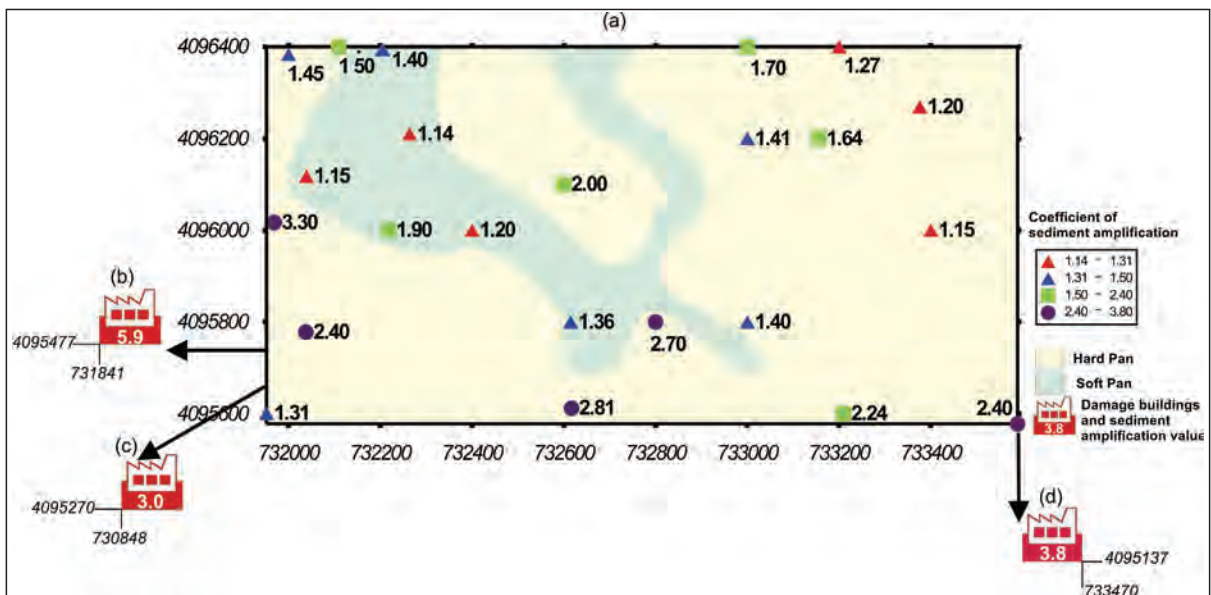 (a)
4096400
1.45
1 50
1.40
1.70
1.27
1.20
4096200
1.14
1.41
1.64
1.15
2.00
3.30
4096000
1.90
1.20
1.15
Coefficient of
sediment amplification
1.14 - 1.31
1.31 - 1.50
1.50 - 2.40
2.40 - 3.80
(b)
5.9
4095477
731841
4095800
2.40
1.36
2.70
1.40
Hard Pan
Soft Pan
Damage buildings
and sediment
amplification value
3.8
4095600
1.31
2.81
2.24
2.40
732000 732200 732400 732600 732800 733000 733200 733400
(c)
3.0
4095270
730848
(d)
3.8
4095137
733470